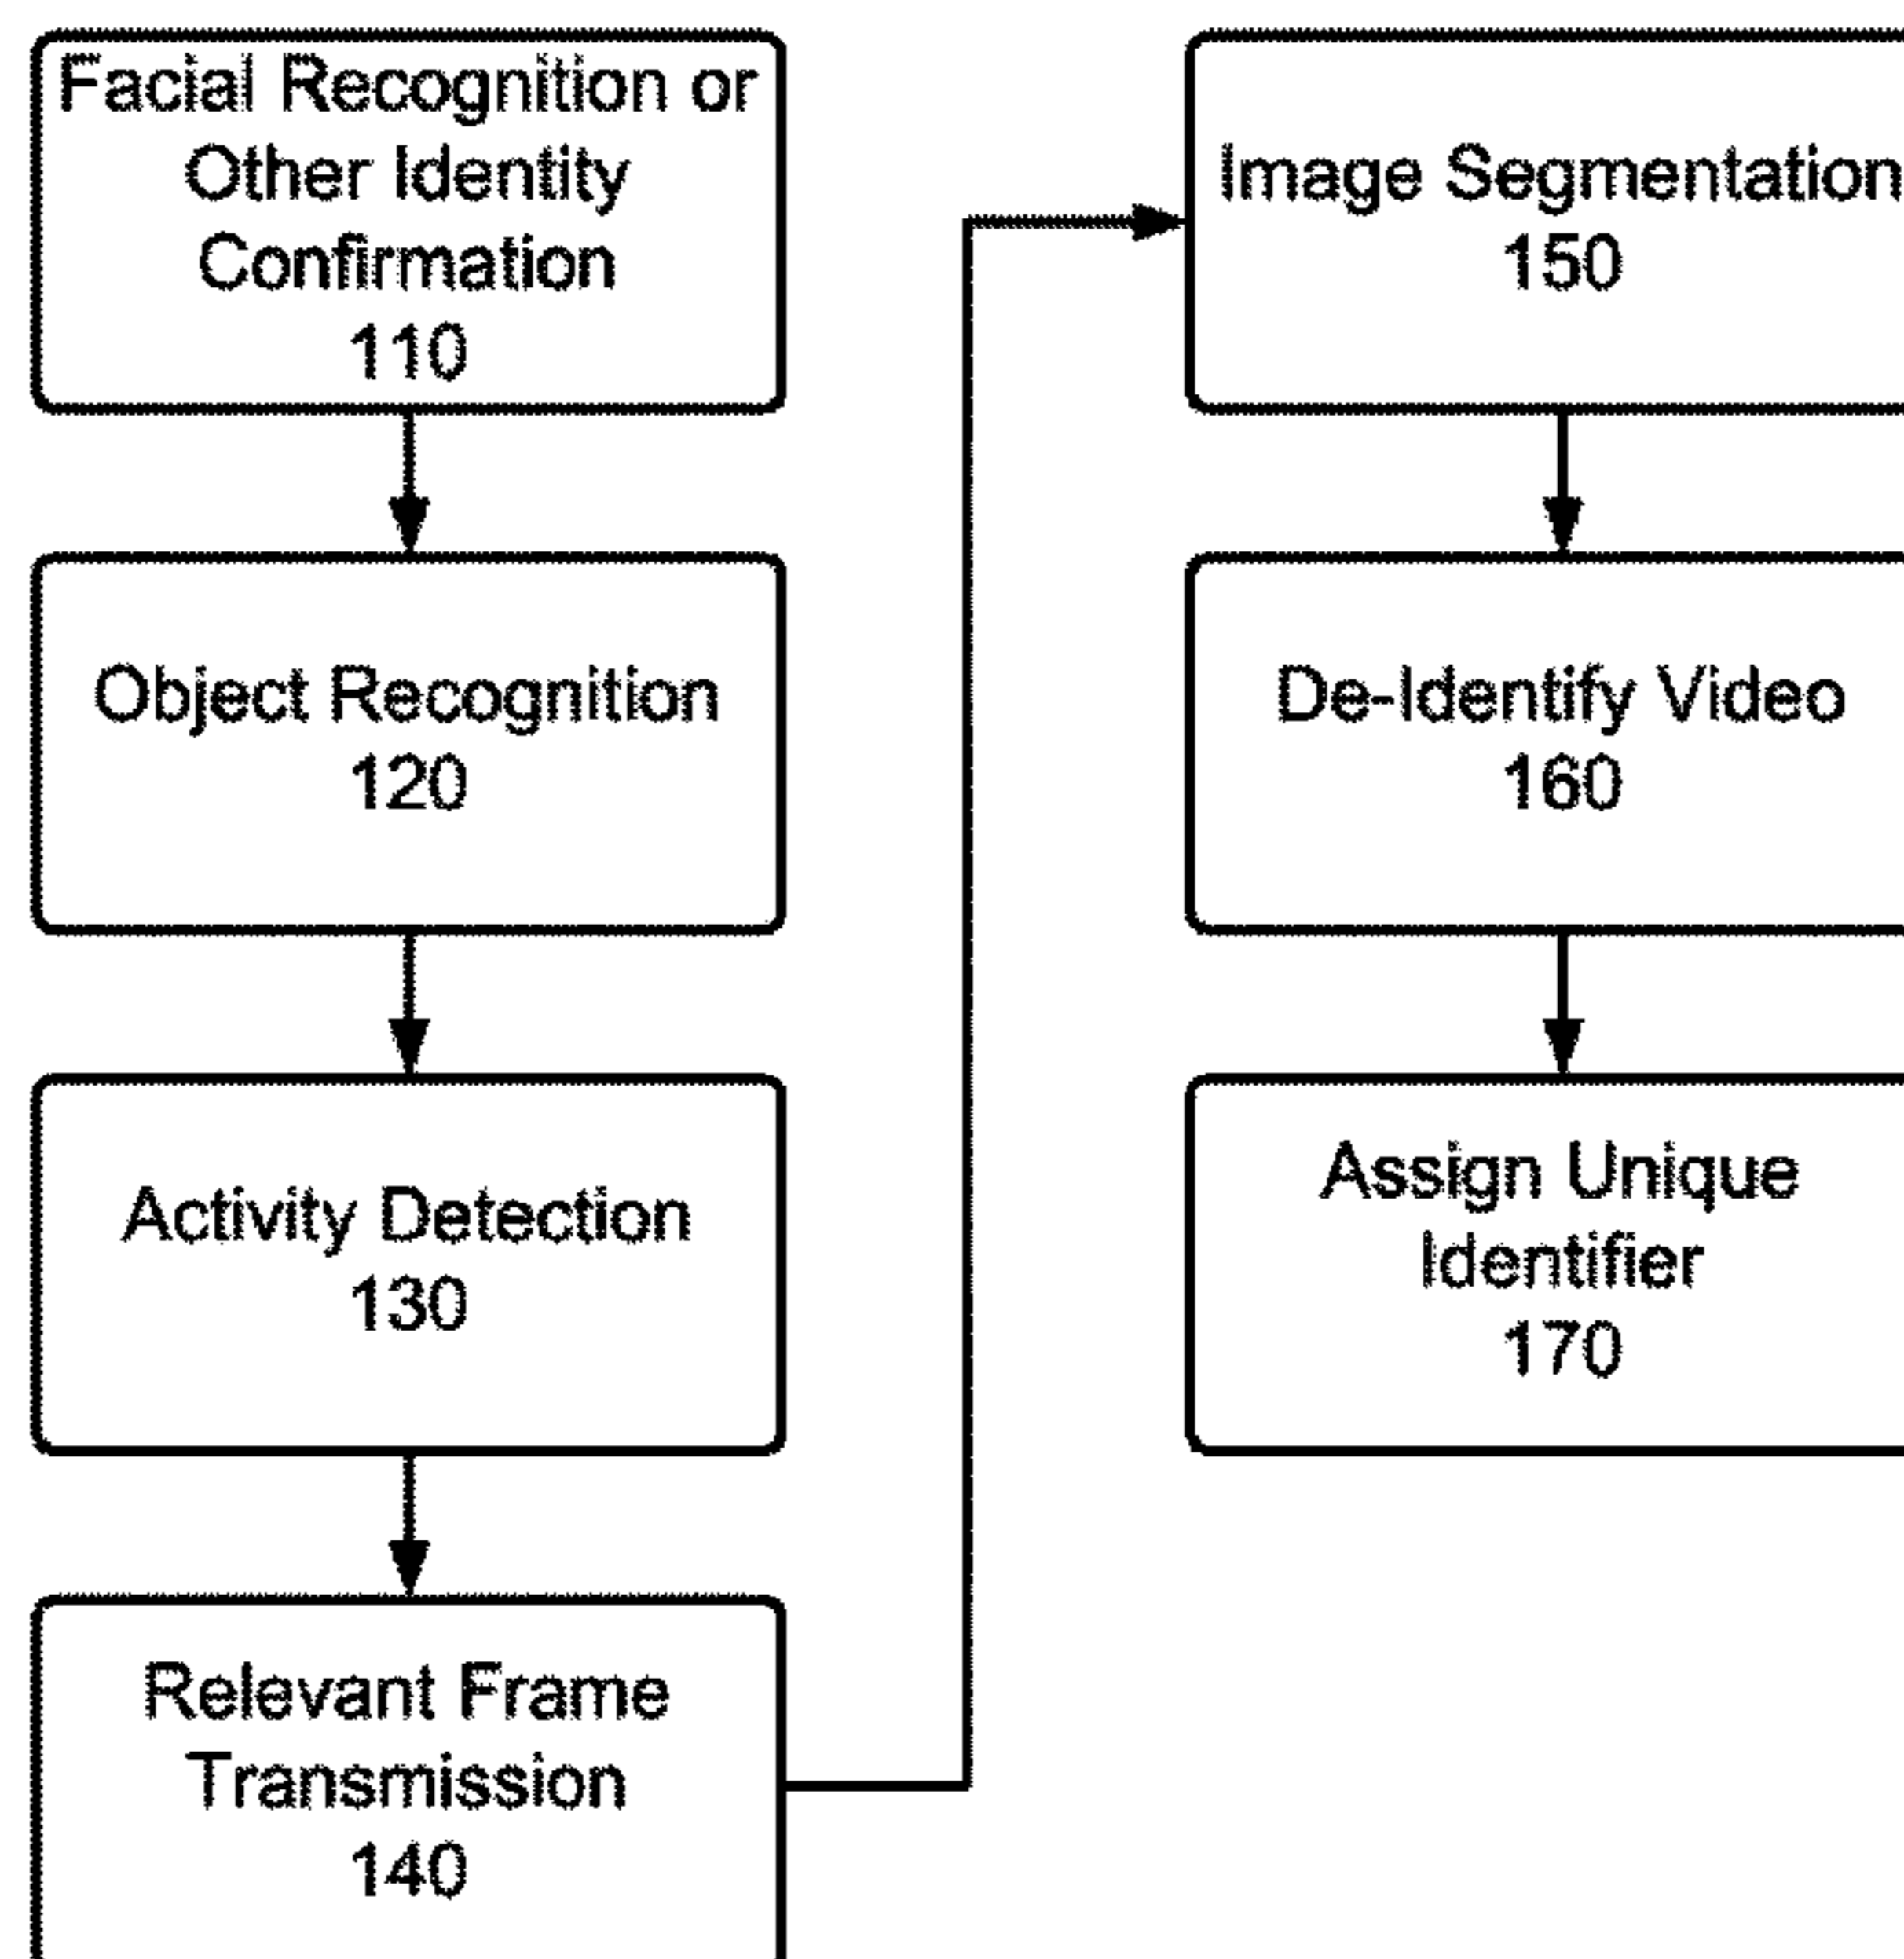 Facial Recognition or
Other Identity
Confirmation
110
Object Recognition
120
Activity Detection
130
Relevant Frame
Transmission
140
Image Segmentation
150
De-Identify Video
160
Assign Unique
Identifier
170